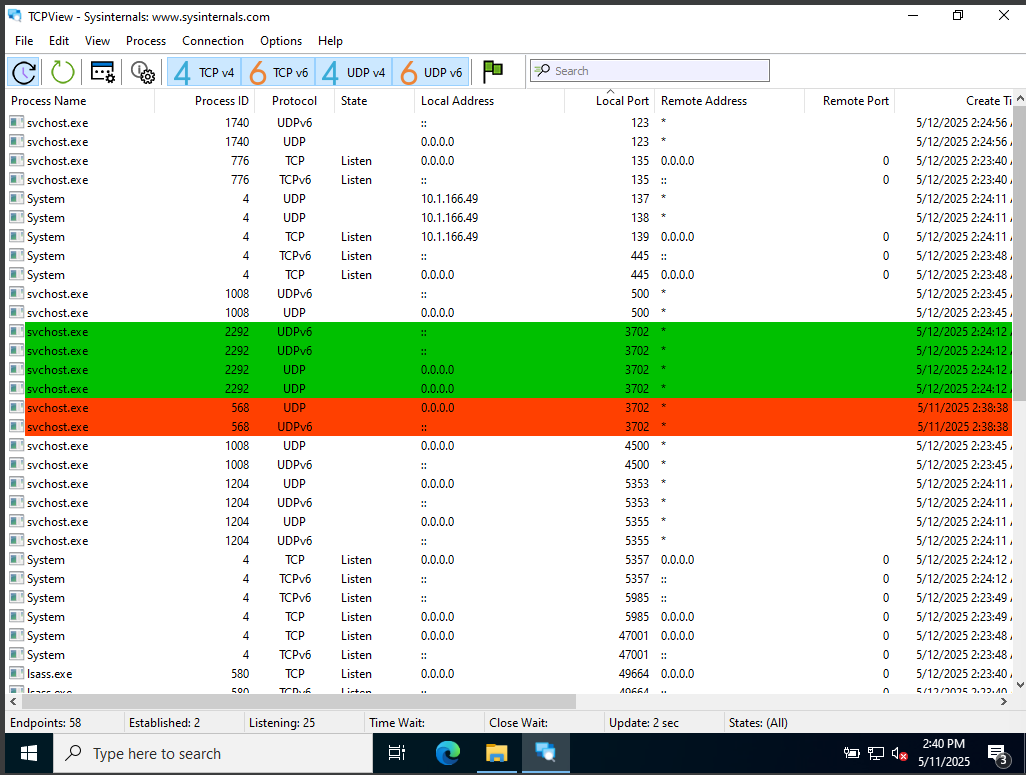 TCPView - Sysinternals: www.sysinternals.com
File Edit View Process Connection Options Help
4 TCP v4 6 TCP v6 4 UDP v4 6 UDP v6 Search
Process Name Process ID Protocol State Local Address Local Port Remote Address Remote Port Create Ti
svchost.exe 1740 UDPv6 :: 123 * 5/12/2025 2:24:56
svchost.exe 1740 UDP 0.0.0.0 123 * 5/12/2025 2:24:56
svchost.exe 776 TCP Listen 0.0.0.0 135 0.0.0.0 0 5/12/2025 2:23:40
svchost.exe 776 TCPv6 Listen :: 135 :: 0 5/12/2025 2:23:40
System 4 UDP 10.1.166.49 137 * 5/12/2025 2:24:11
System 4 UDP 10.1.166.49 138 * 5/12/2025 2:24:11
System 4 TCP Listen 10.1.166.49 139 0.0.0.0 0 5/12/2025 2:24:11
System 4 TCPv6 Listen :: 445 :: 0 5/12/2025 2:23:48
System 4 TCP Listen 0.0.0.0 445 0.0.0.0 0 5/12/2025 2:23:48
svchost.exe 1008 UDPv6 :: 500 * 5/12/2025 2:23:45
svchost.exe 1008 UDP 0.0.0.0 500 * 5/12/2025 2:23:45
svchost.exe 2292 UDPv6 :: 3702 * 5/12/2025 2:24:12
svchost.exe 2292 UDPv6 :: 3702 * 5/12/2025 2:24:12
svchost.exe 2292 UDP 0.0.0.0 3702 * 5/12/2025 2:24:12
svchost.exe 2292 UDP 0.0.0.0 3702 * 5/12/2025 2:24:12
svchost.exe 568 UDP 0.0.0.0 3702 * 5/11/2025 2:38:38
svchost.exe 568 UDPv6 :: 3702 * 5/11/2025 2:38:38
svchost.exe 1008 UDP 0.0.0.0 4500 * 5/12/2025 2:23:45
svchost.exe 1008 UDPv6 :: 4500 * 5/12/2025 2:23:45
svchost.exe 1204 UDP 0.0.0.0 5353 * 5/12/2025 2:24:11
svchost.exe 1204 UDPv6 :: 5353 * 5/12/2025 2:24:11
svchost.exe 1204 UDP 0.0.0.0 5355 * 5/12/2025 2:24:11
svchost.exe 1204 UDPv6 :: 5355 * 5/12/2025 2:24:11
System 4 TCP Listen 0.0.0.0 5357 0.0.0.0 0 5/12/2025 2:24:12
System 4 TCPv6 Listen :: 5357 :: 0 5/12/2025 2:24:12
System 4 TCPv6 Listen :: 5985 :: 0 5/12/2025 2:23:49
System 4 TCP Listen 0.0.0.0 5985 0.0.0.0 0 5/12/2025 2:23:49
System 4 TCP Listen 0.0.0.0 47001 0.0.0.0 0 5/12/2025 2:23:48
System 4 TCPv6 Listen :: 47001 :: 0 5/12/2025 2:23:48
lsass.exe 580 TCP Listen 0.0.0.0 49664 0.0.0.0 0 5/12/2025 2:23:40
lsass.exe 580 TCPv6 Listen :: 49664 :: 0 5/12/2025 2:23:40
Endpoints: 58 Established: 2 Listening: 25 Time Wait: Close Wait: Update: 2 sec States: (All)
Type here to search
2:40 PM
5/11/2025
3